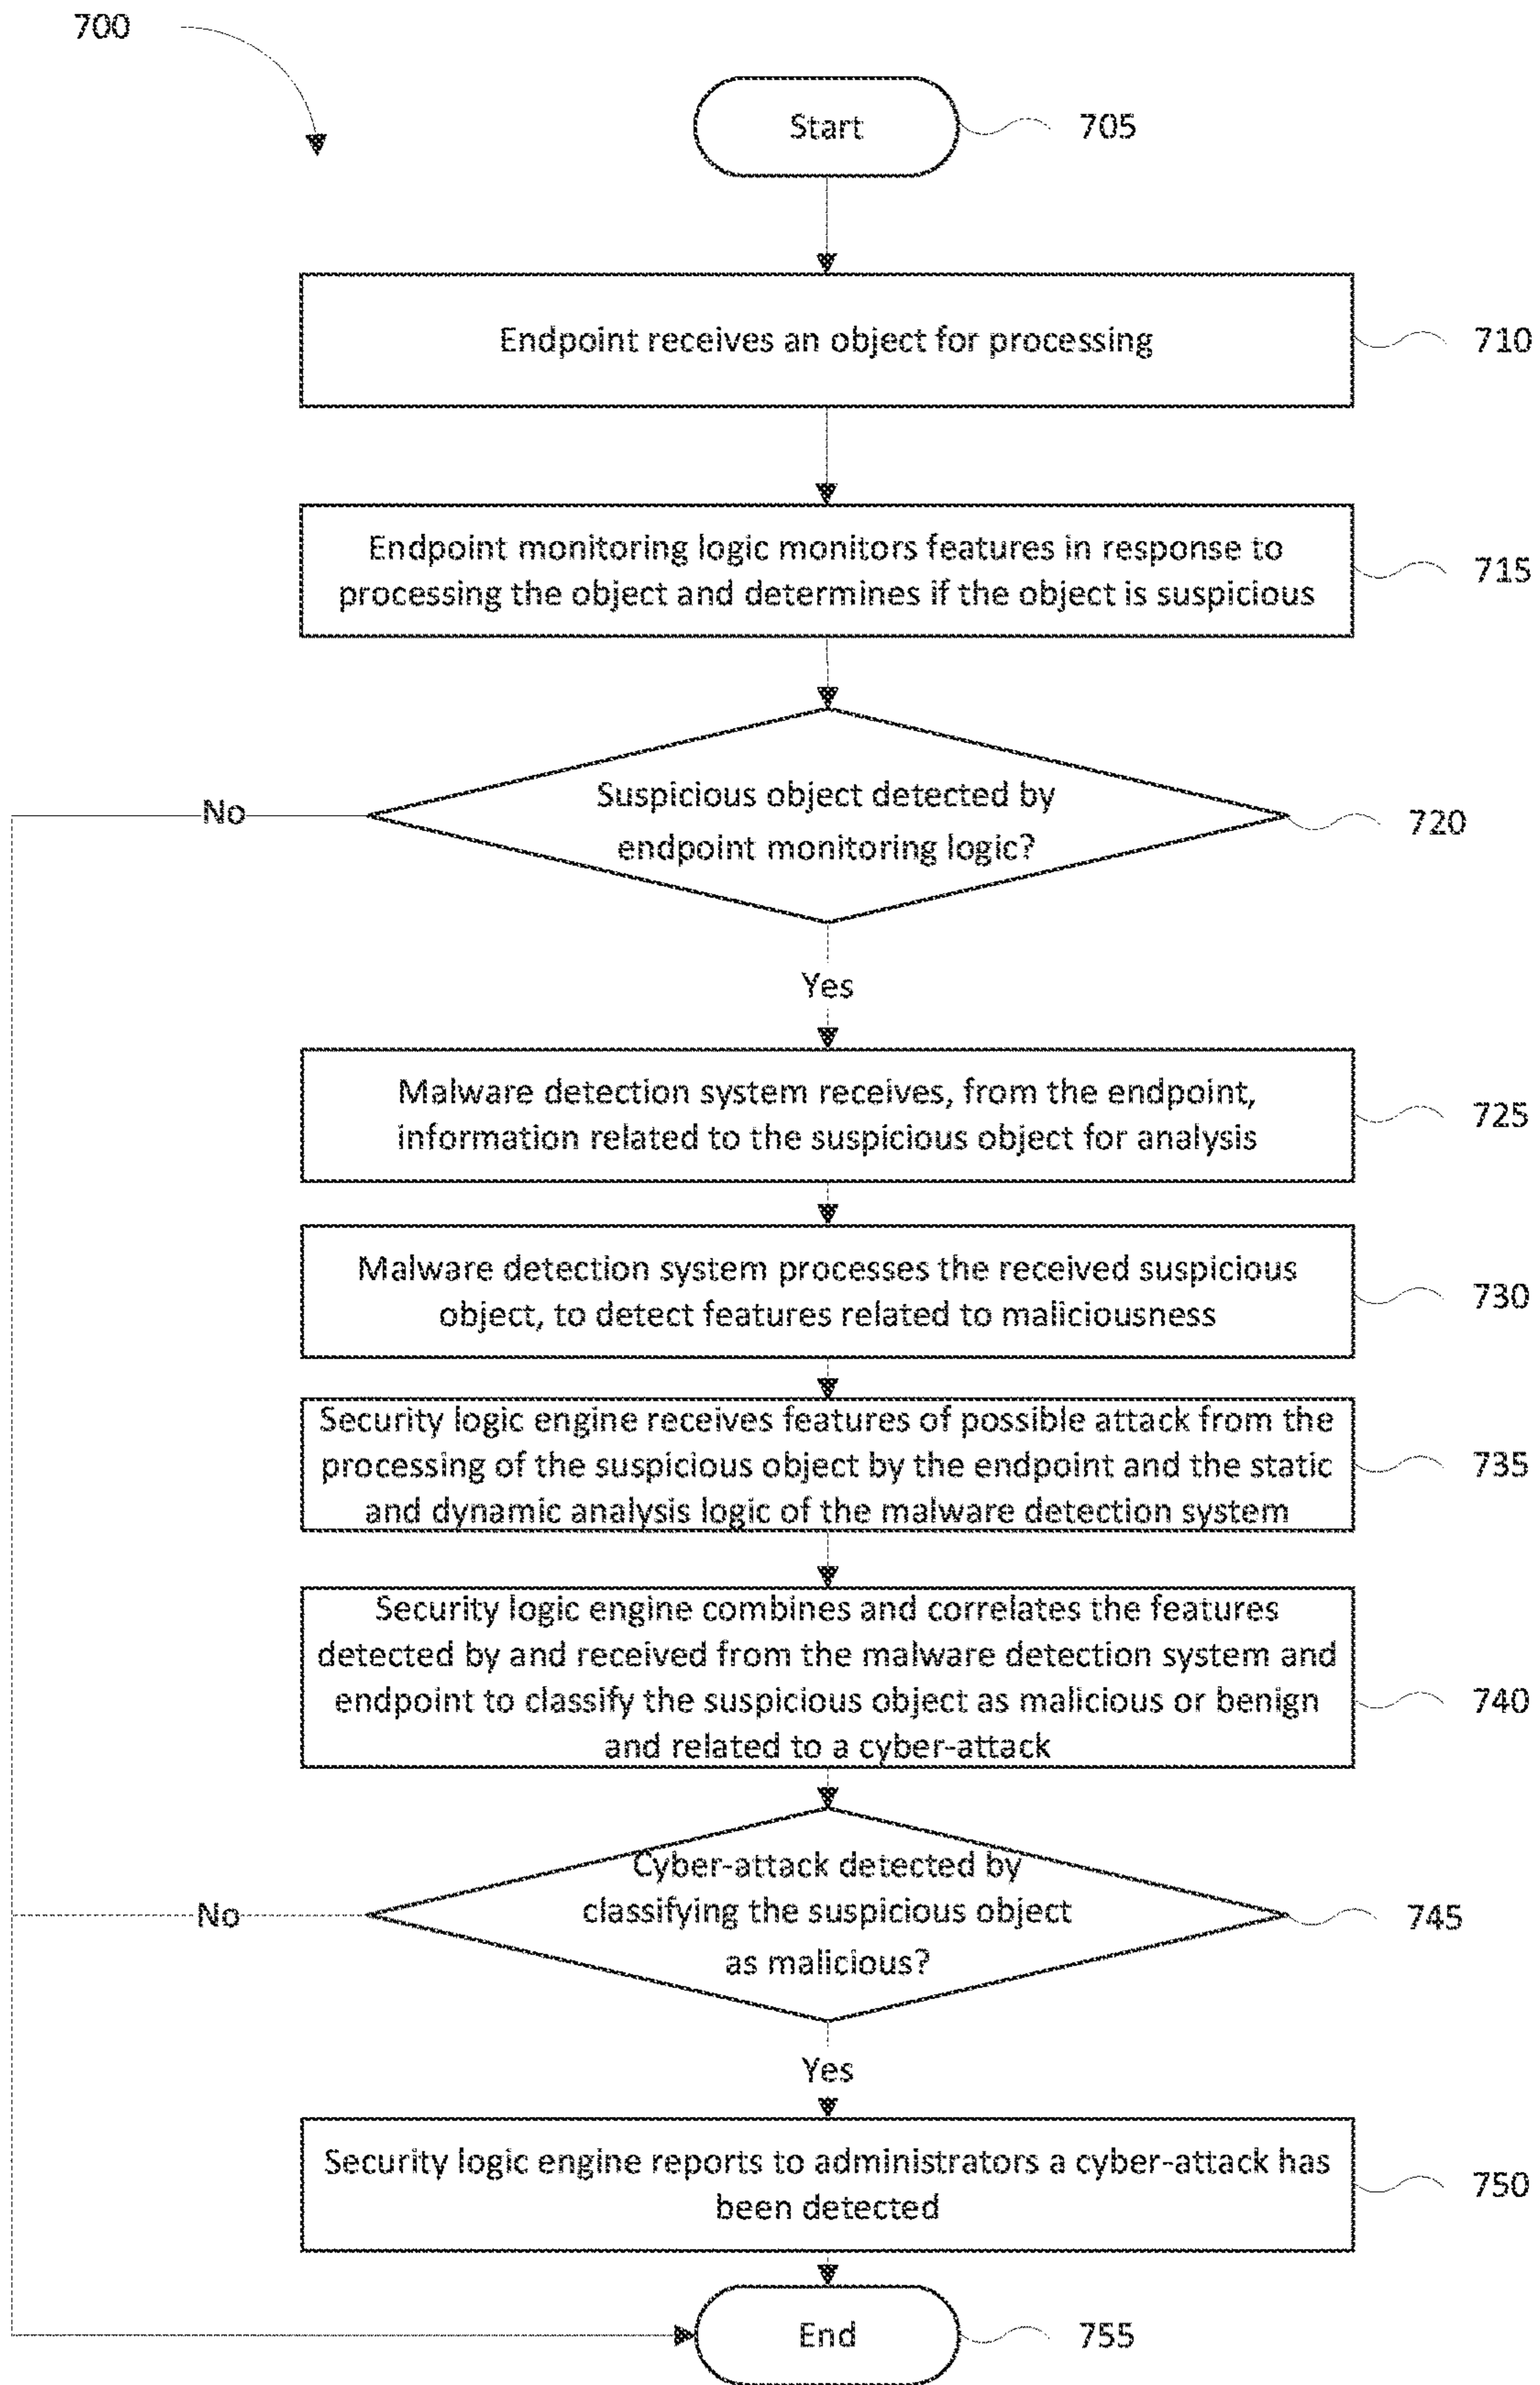 700
Start
705
Endpoint receives an object for processing
710
Endpoint monitoring logic monitors features in response to
processing the object and determines if the object is suspicious
715
Suspicious object detected by
endpoint monitoring logic?
720
No
Yes
Malware detection system receives, from the endpoint,
information related to the suspicious object for analysis
725
Malware detection system processes the received suspicious
object, to detect features related to maliciousness
730
Security logic engine receives features of possible attack from the
processing of the suspicious object by the endpoint and the static
and dynamic analysis logic of the malware detection system
735
Security logic engine combines and correlates the features
detected by and received from the malware detection system and
endpoint to classify the suspicious object as malicious or benign
and related to a cyber-attack
740
Cyber-attack detected by
classifying the suspicious object
as malicious?
745
No
Yes
Security logic engine reports to administrators a cyber-attack has
been detected
750
End
755